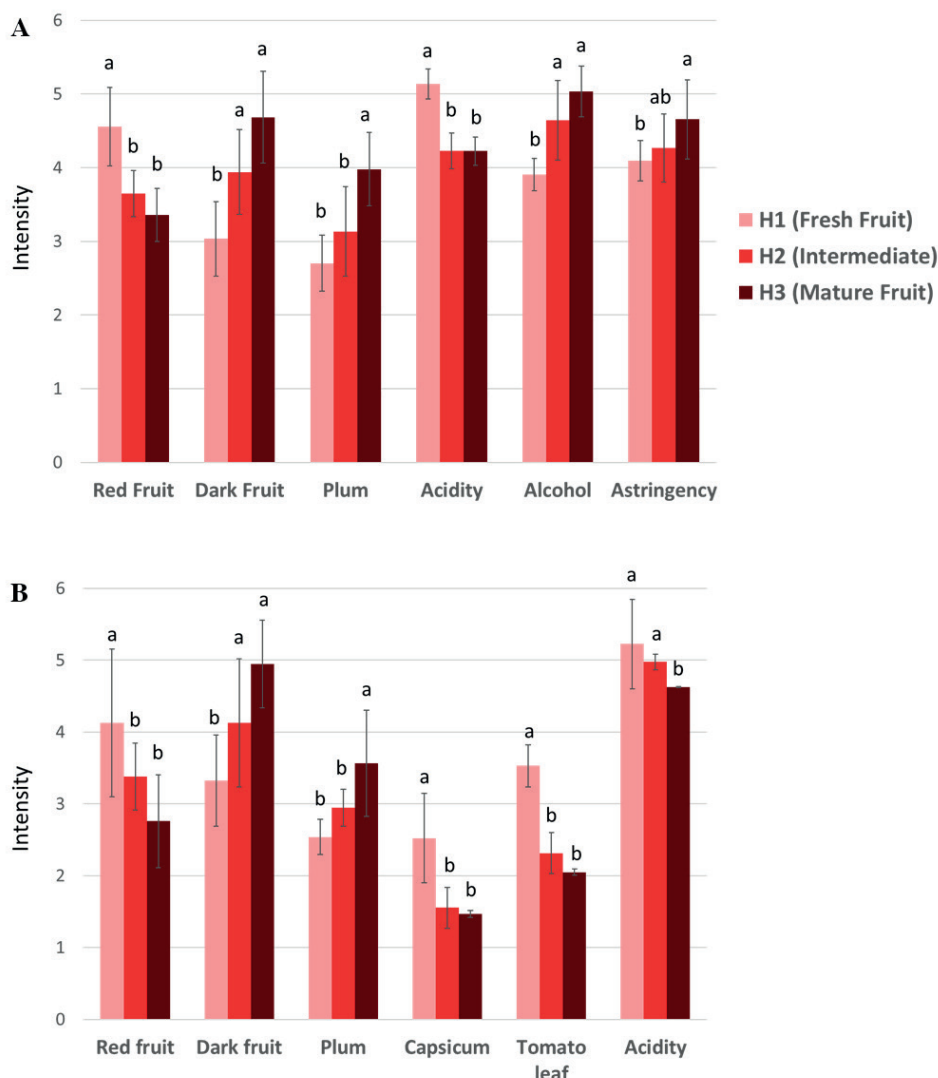 A
6
a
a
a
a
a
5
a
a
ab
b
b
a
b
b
b
b
4
b
b
b
3
2
1
0
Intensity
Red Fruit Dark Fruit Plum Acidity Alcohol Astringency
H1 (Fresh Fruit)
H2 (Intermediate)
H3 (Mature Fruit)
B
6
a
a
a
a
a
5
b
b
a
4
b
b
a
a
b
b
3
b
b
b
2
b
b
1
0
Intensity
Red fruit Dark fruit Plum Capsicum Tomato leaf Acidity